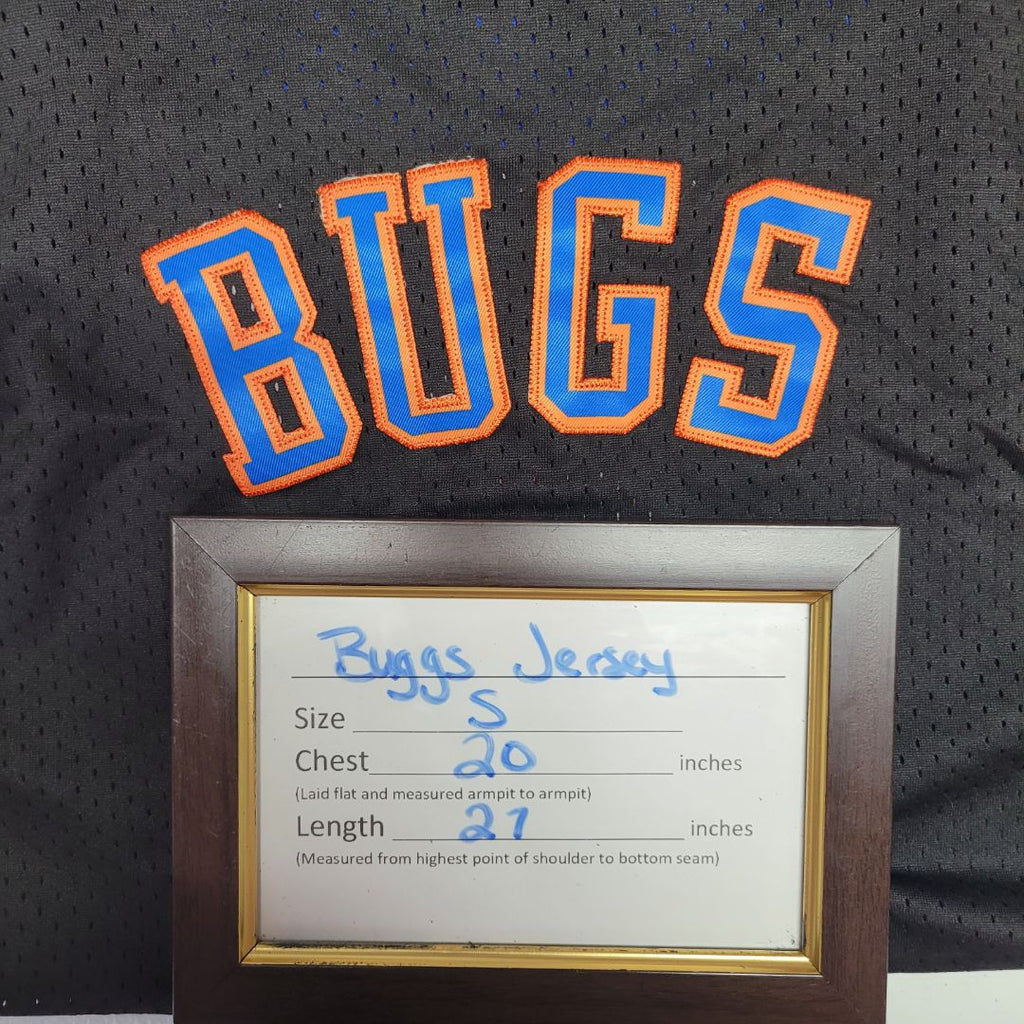 BUGS
Buggs Jersey
Size S
Chest 20 inches
(Laid flat and measured armpit to armpit)
Length 27 inches
(Measured from highest point of shoulder to bottom seam)